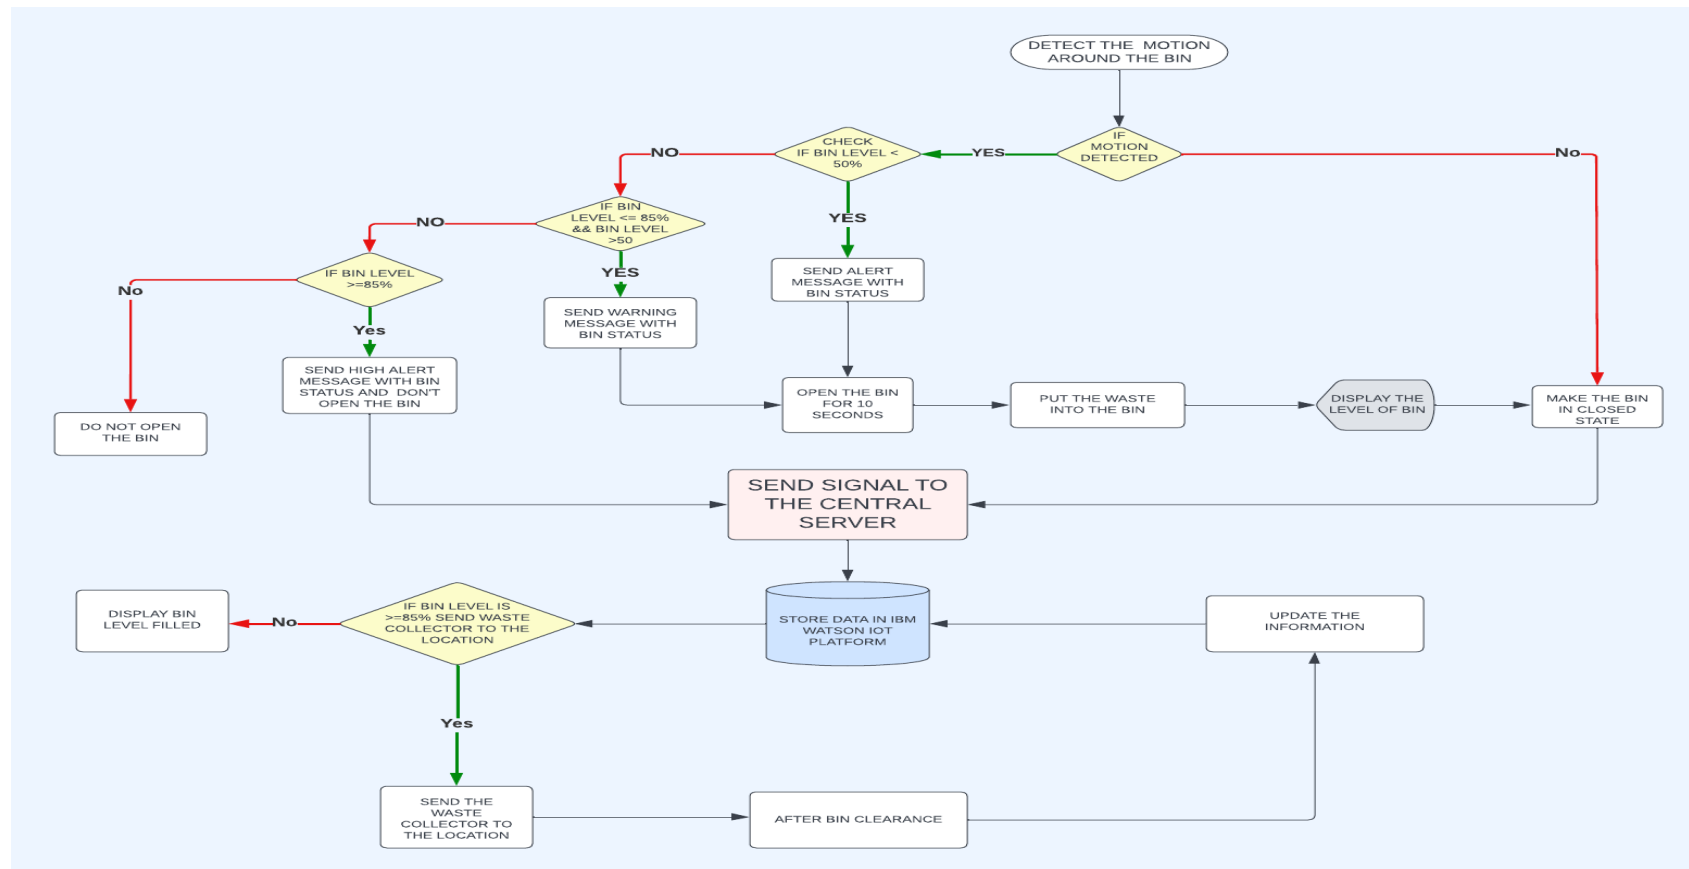 DETECT THE  MOTION
AROUND THE BIN
IF
MOTION
DETECTED
YES
No
CHECK
IF BIN LEVEL <
50%
NO
YES
IF BIN
LEVEL <= 85%
&& BIN LEVEL
>50
NO
YES
IF BIN LEVEL
>=85%
No
Yes
SEND ALERT
MESSAGE WITH
BIN STATUS
SEND WARNING
MESSAGE WITH
BIN STATUS
SEND HIGH ALERT
MESSAGE WITH BIN
STATUS AND  DON'T
OPEN THE BIN
DO NOT OPEN
THE BIN
OPEN THE BIN
FOR 10
SECONDS
PUT THE WASTE
INTO THE BIN
DISPLAY THE
LEVEL OF BIN
MAKE THE BIN
IN CLOSED
STATE
SEND SIGNAL TO
THE CENTRAL
SERVER
STORE DATA IN IBM
WATSON IOT
PLATFORM
UPDATE THE
INFORMATION
IF BIN LEVEL IS
>=85% SEND WASTE
COLLECTOR TO THE
LOCATION
No
DISPLAY BIN
LEVEL FILLED
Yes
SEND THE
WASTE
COLLECTOR TO
THE LOCATION
AFTER BIN CLEARANCE